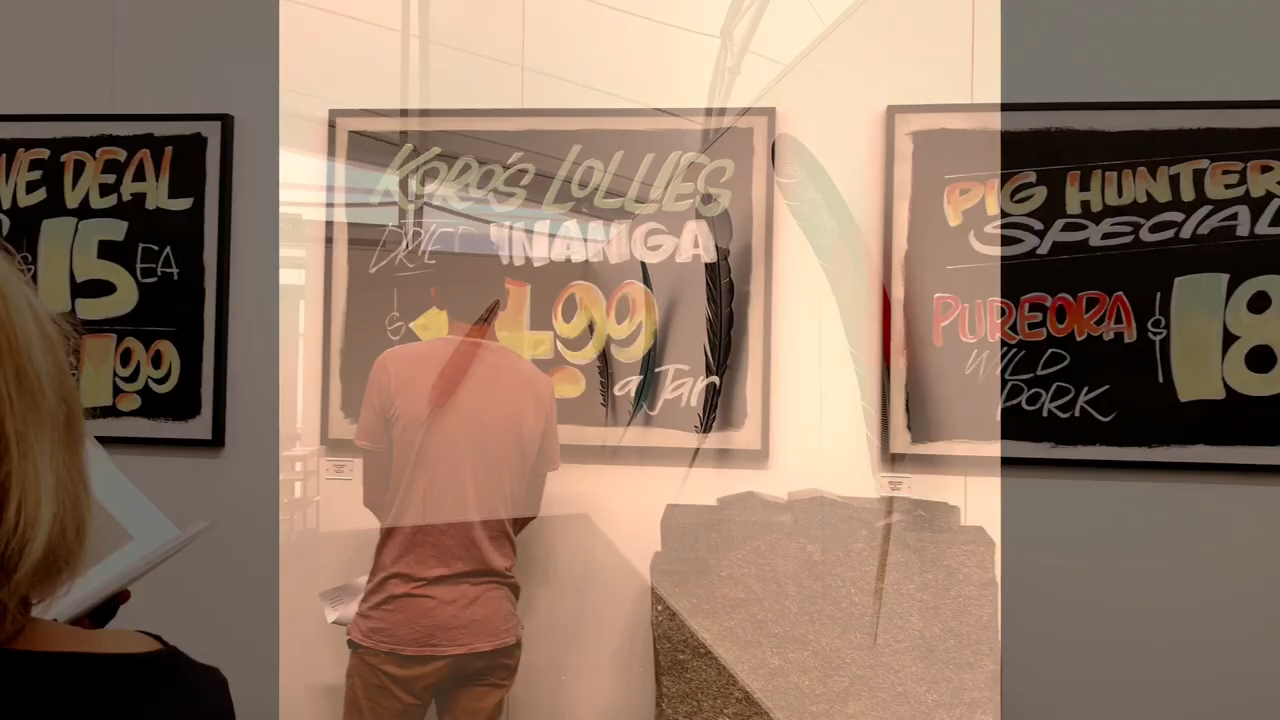 VE DEAL
$15 EA
1.99
KORO'S LOLLIES
DRIED INANGA
$ 4.99
a Jar
PIG HUNTER
SPECIAL
PUREORA $18
WILD
PORK